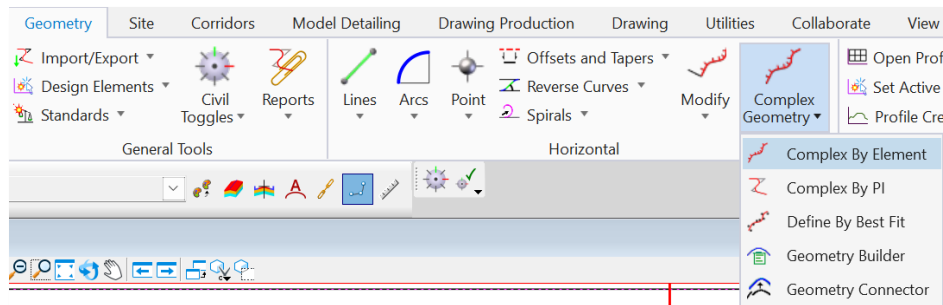 Geometry Site Corridors Model Detailing Drawing Production Drawing Utilities Collaborate View
Import/Export
Design Elements
Standards
Civil
Toggles
Reports
General Tools
Lines
Arcs
Point
Offsets and Tapers
Reverse Curves
Spirals
Modify
Horizontal
Complex
Geometry
Open Prof
Set Active
Profile Cre
Complex By Element
Complex By PI
Define By Best Fit
Geometry Builder
Geometry Connector